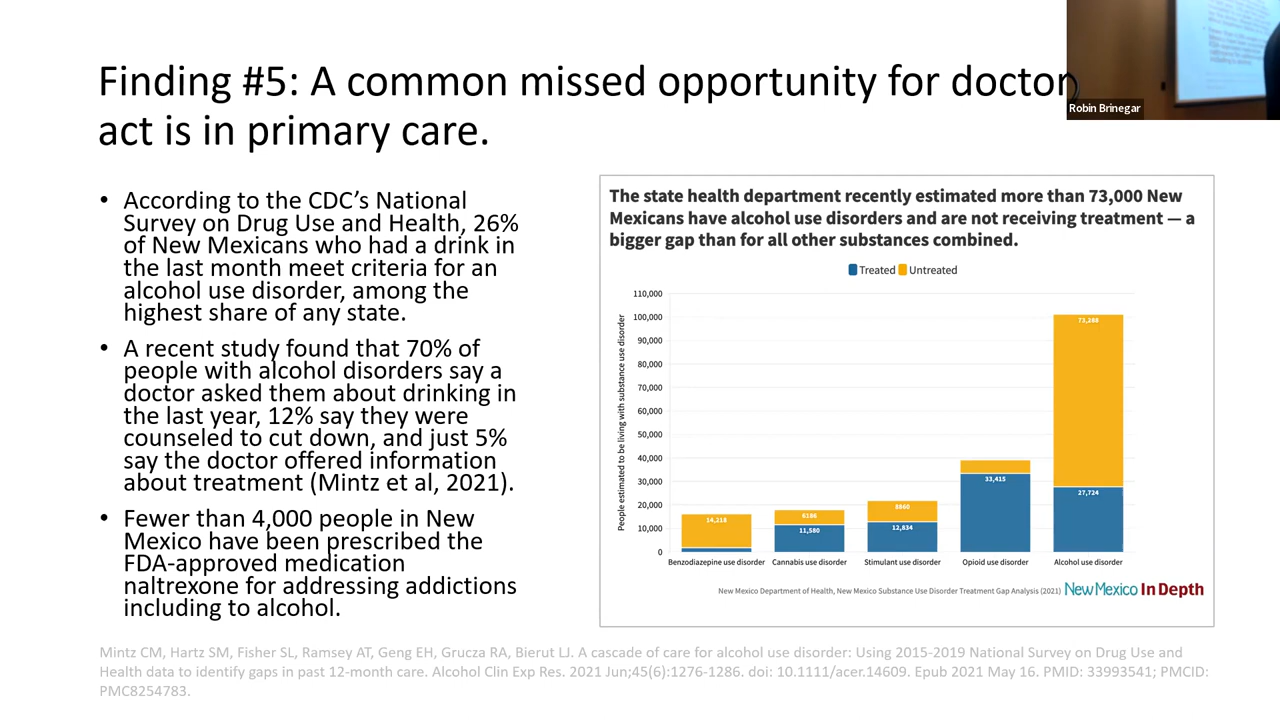 Finding #5: A common missed opportunity for doctor
act is in primary care.
Robin Brinegar
• According to the CDC’s National
Survey on Drug Use and Health, 26%
of New Mexicans who had a drink in
the last month meet criteria for an
alcohol use disorder, among the
highest share of any state.
• A recent study found that 70% of
people with alcohol disorders say a
doctor asked them about drinking in
the last year, 12% say they were
counseled to cut down, and just 5%
say the doctor offered information
about treatment (Mintz et al, 2021).
• Fewer than 4,000 people in New
Mexico have been prescribed the
FDA-approved medication
naltrexone for addressing addictions
including to alcohol.
The state health department recently estimated more than 73,000 New
Mexicans have alcohol use disorders and are not receiving treatment — a
bigger gap than for all other substances combined.
Treated Untreated
People estimated to be living with substance use disorder
110,000
100,000
90,000
80,000
70,000
60,000
50,000
40,000
30,000
20,000
10,000
0
14,218
6186
11,580
8860
12,834
33,415
73,288
27,724
Benzodiazepine use disorder Cannabis use disorder Stimulant use disorder Opioid use disorder Alcohol use disorder
New Mexico Department of Health, New Mexico Substance Use Disorder Treatment Gap Analysis (2021) New Mexico In Depth
Mintz CM, Hartz SM, Fisher SL, Ramsey AT, Geng EH, Grucza RA, Bierut LJ. A cascade of care for alcohol use disorder: Using 2015-2019 National Survey on Drug Use and
Health data to identify gaps in past 12-month care. Alcohol Clin Exp Res. 2021 Jun;45(6):1276-1286. doi: 10.1111/acer.14609. Epub 2021 May 16. PMID: 33993541; PMCID:
PMC8254783.